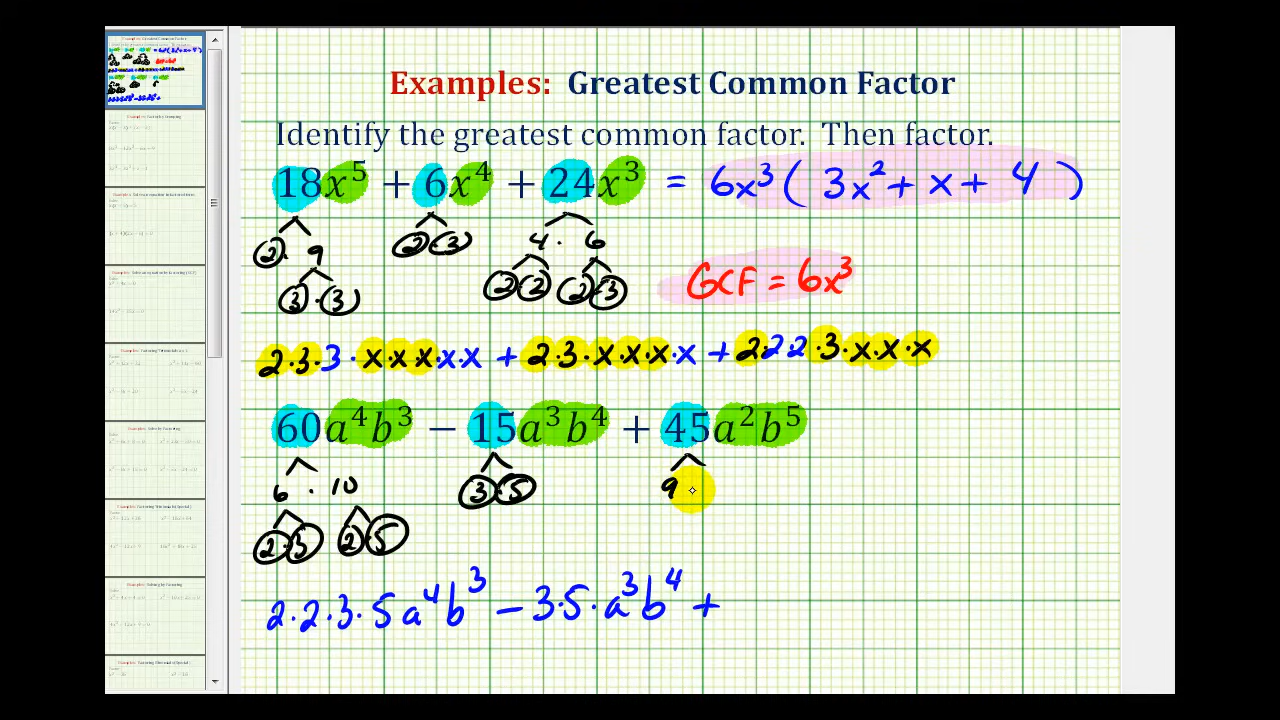 Examples: Greatest Common Factor
Identify the greatest common factor. Then factor.
18x⁵ + 6x⁴ + 24x³ = 6x³ ( 3x² + x + 4 )
2 · 9 2 · 3 4 · 6
3 · 3 2 · 2 2 · 3
GCF = 6x³
2·3·3·x·x·x·x·x + 2·3·x·x·x·x + 2·2·2·3·x·x·x
60a⁴b³ − 15a³b⁴ + 45a²b⁵
6 · 10 3 · 5 9 ·
2 · 3 2 · 5
2·2·3·5a⁴b³ − 3·5·a³b⁴ +